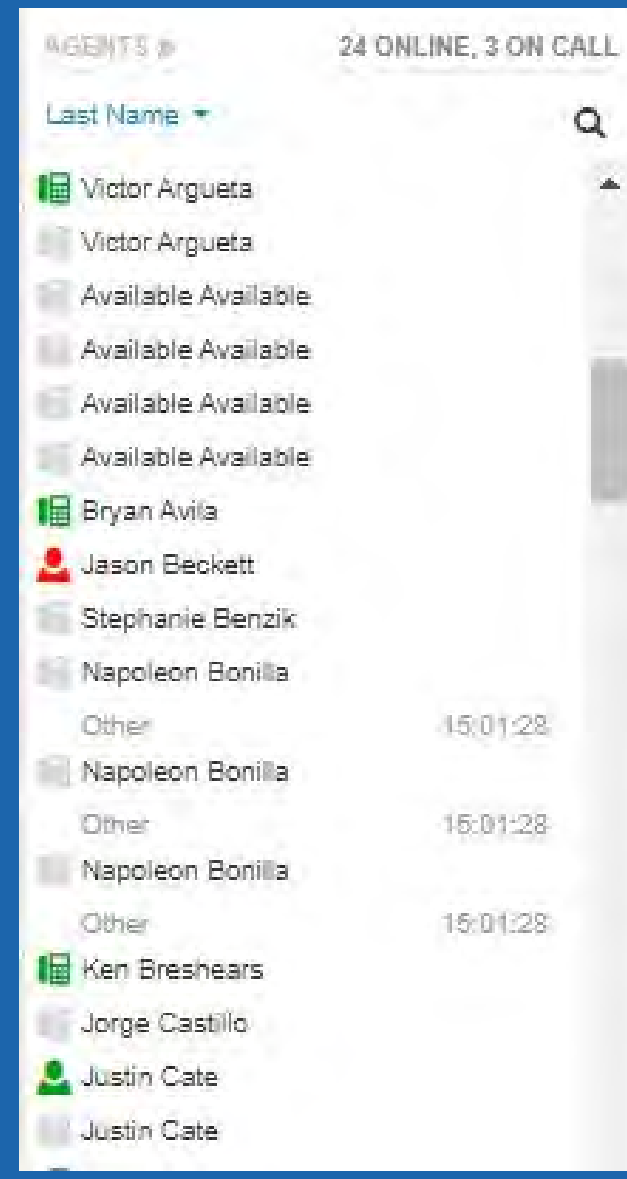 AGENTS 24 ONLINE, 3 ON CALL
Last Name
Victor Argueta
Victor Argueta
Available Available
Available Available
Available Available
Available Available
Bryan Avila
Jason Beckett
Stephanie Benzik
Napoleon Bonilla
Other 15:01:28
Napoleon Bonilla
Other 15:01:28
Napoleon Bonilla
Other 15:01:28
Ken Breshears
Jorge Castillo
Justin Cate
Justin Cate